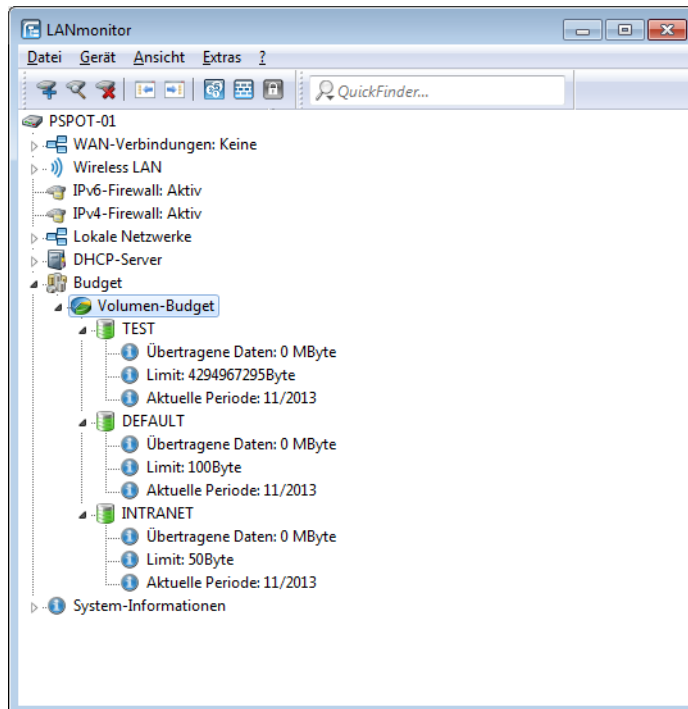 LANmonitor
Datei Gerät Ansicht Extras ?
QuickFinder...
PSPOT-01
WAN-Verbindungen: Keine
Wireless LAN
IPv6-Firewall: Aktiv
IPv4-Firewall: Aktiv
Lokale Netzwerke
DHCP-Server
Budget
Volumen-Budget
TEST
Übertragene Daten: 0 MByte
Limit: 4294967295Byte
Aktuelle Periode: 11/2013
DEFAULT
Übertragene Daten: 0 MByte
Limit: 100Byte
Aktuelle Periode: 11/2013
INTRANET
Übertragene Daten: 0 MByte
Limit: 50Byte
Aktuelle Periode: 11/2013
System-Informationen